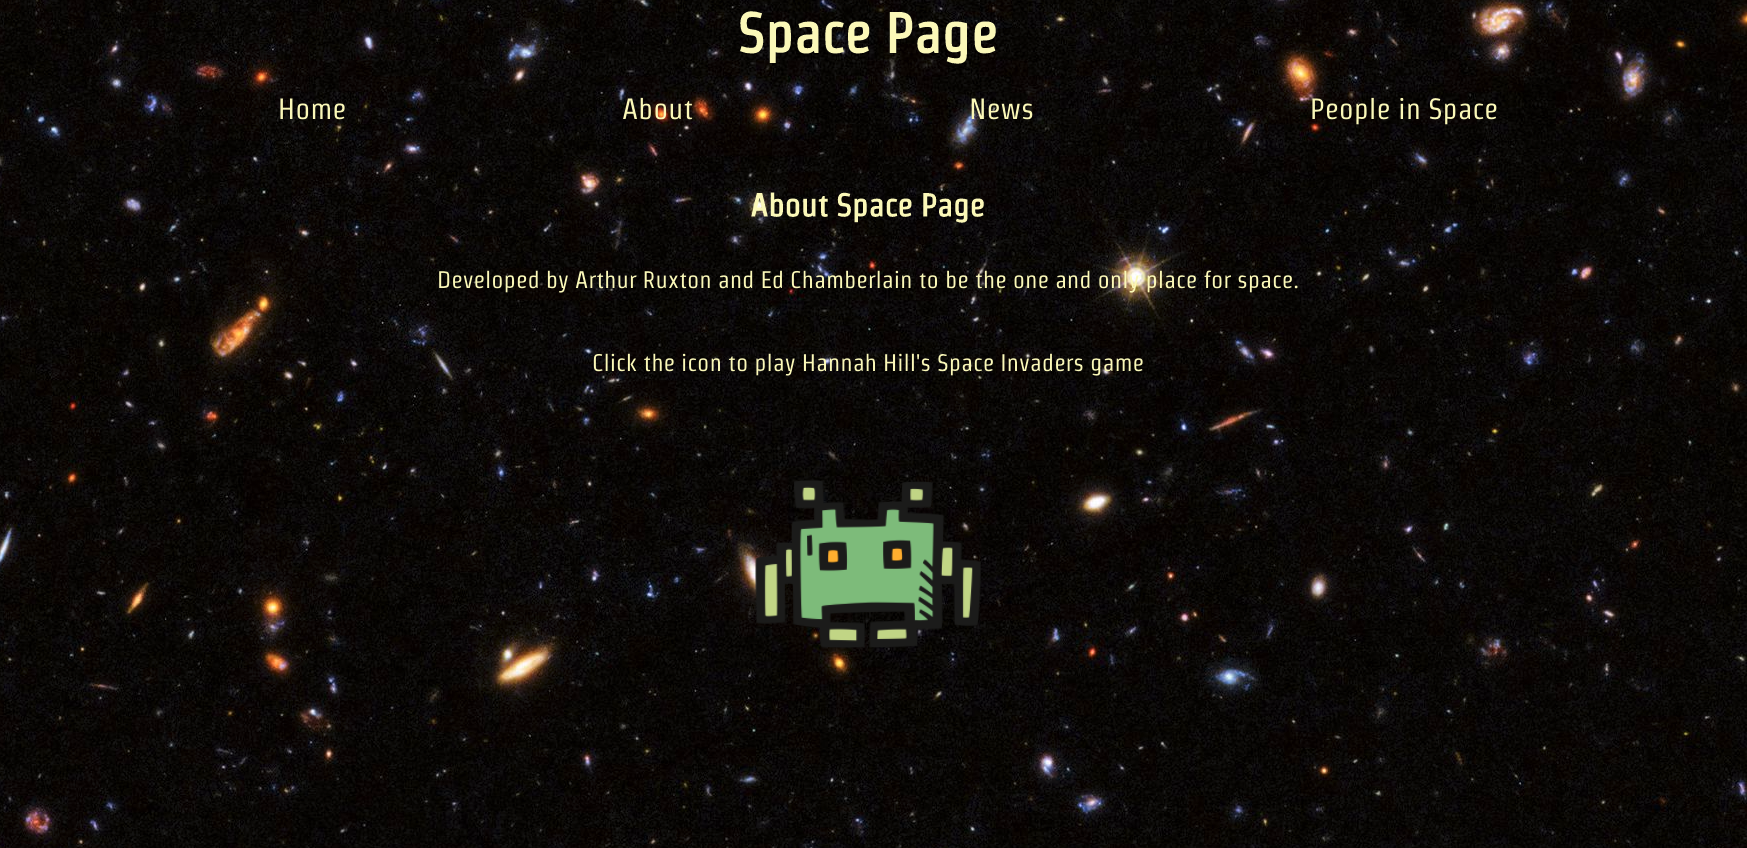 Space Page
Home About News People in Space
About Space Page
Developed by Arthur Ruxton and Ed Chamberlain to be the one and only place for space.
Click the icon to play Hannah Hill's Space Invaders game